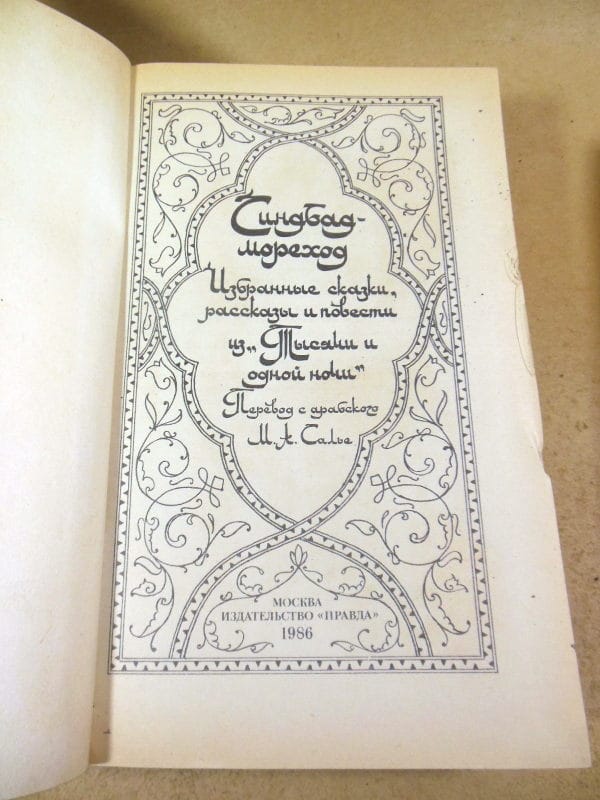 Синдбад-
мореход
Избранные сказки,
рассказы и повести
из „Тысячи и
одной ночи“
Перевод с арабского
М.А. Салье
МОСКВА
ИЗДАТЕЛЬСТВО «ПРАВДА»
1986